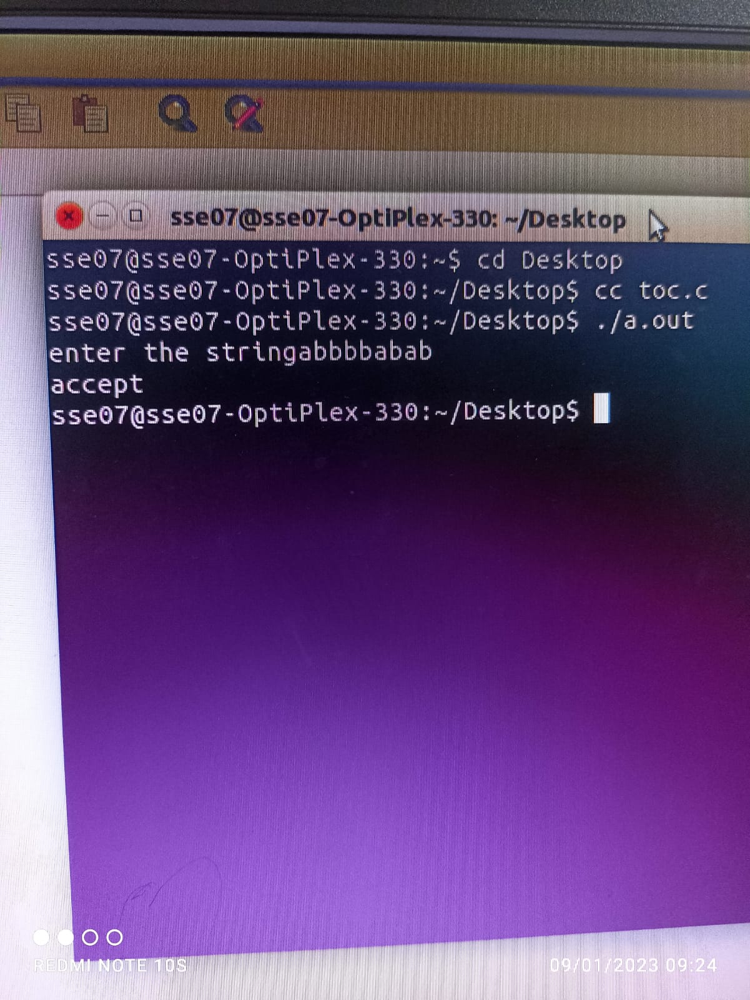 sse07@sse07-OptiPlex-330: ~/Desktop
sse07@sse07-OptiPlex-330:~$ cd Desktop
sse07@sse07-OptiPlex-330:~/Desktop$ cc toc.c
sse07@sse07-OptiPlex-330:~/Desktop$ ./a.out
enter the stringabbbbabab
accept
sse07@sse07-OptiPlex-330:~/Desktop$
REDMI NOTE 10S
09/01/2023 09:24